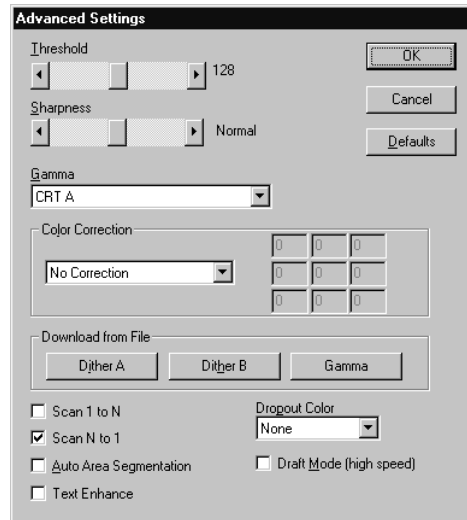 Advanced Settings
Threshold
128
OK
Sharpness
Normal
Cancel
Defaults
Gamma
CRT A
Color Correction
No Correction
0 0 0
0 0 0
0 0 0
Download from File
Dither A Dither B Gamma
Scan 1 to N
Dropout Color
None
Scan N to 1
Auto Area Segmentation
Draft Mode (high speed)
Text Enhance